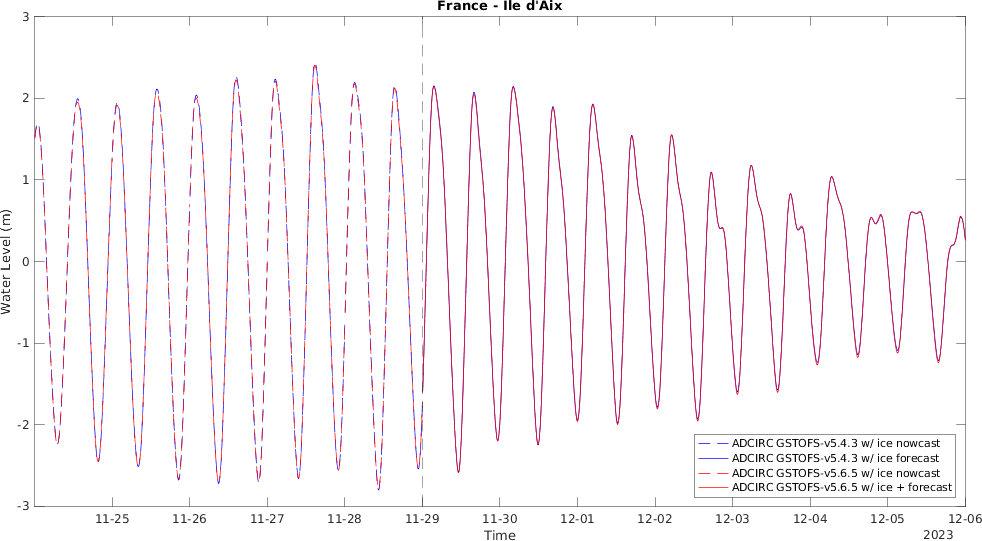 France - Ile d'Aix
3
2
1
0
-1
-2
-3
Water Level (m)
11-25
11-26
11-27
11-28
11-29
11-30
12-01
12-02
12-03
12-04
12-05
12-06
Time
2023
ADCIRC GSTOFS-v5.4.3 w/ ice nowcast
ADCIRC GSTOFS-v5.4.3 w/ ice forecast
ADCIRC GSTOFS-v5.6.5 w/ ice nowcast
ADCIRC GSTOFS-v5.6.5 w/ ice + forecast